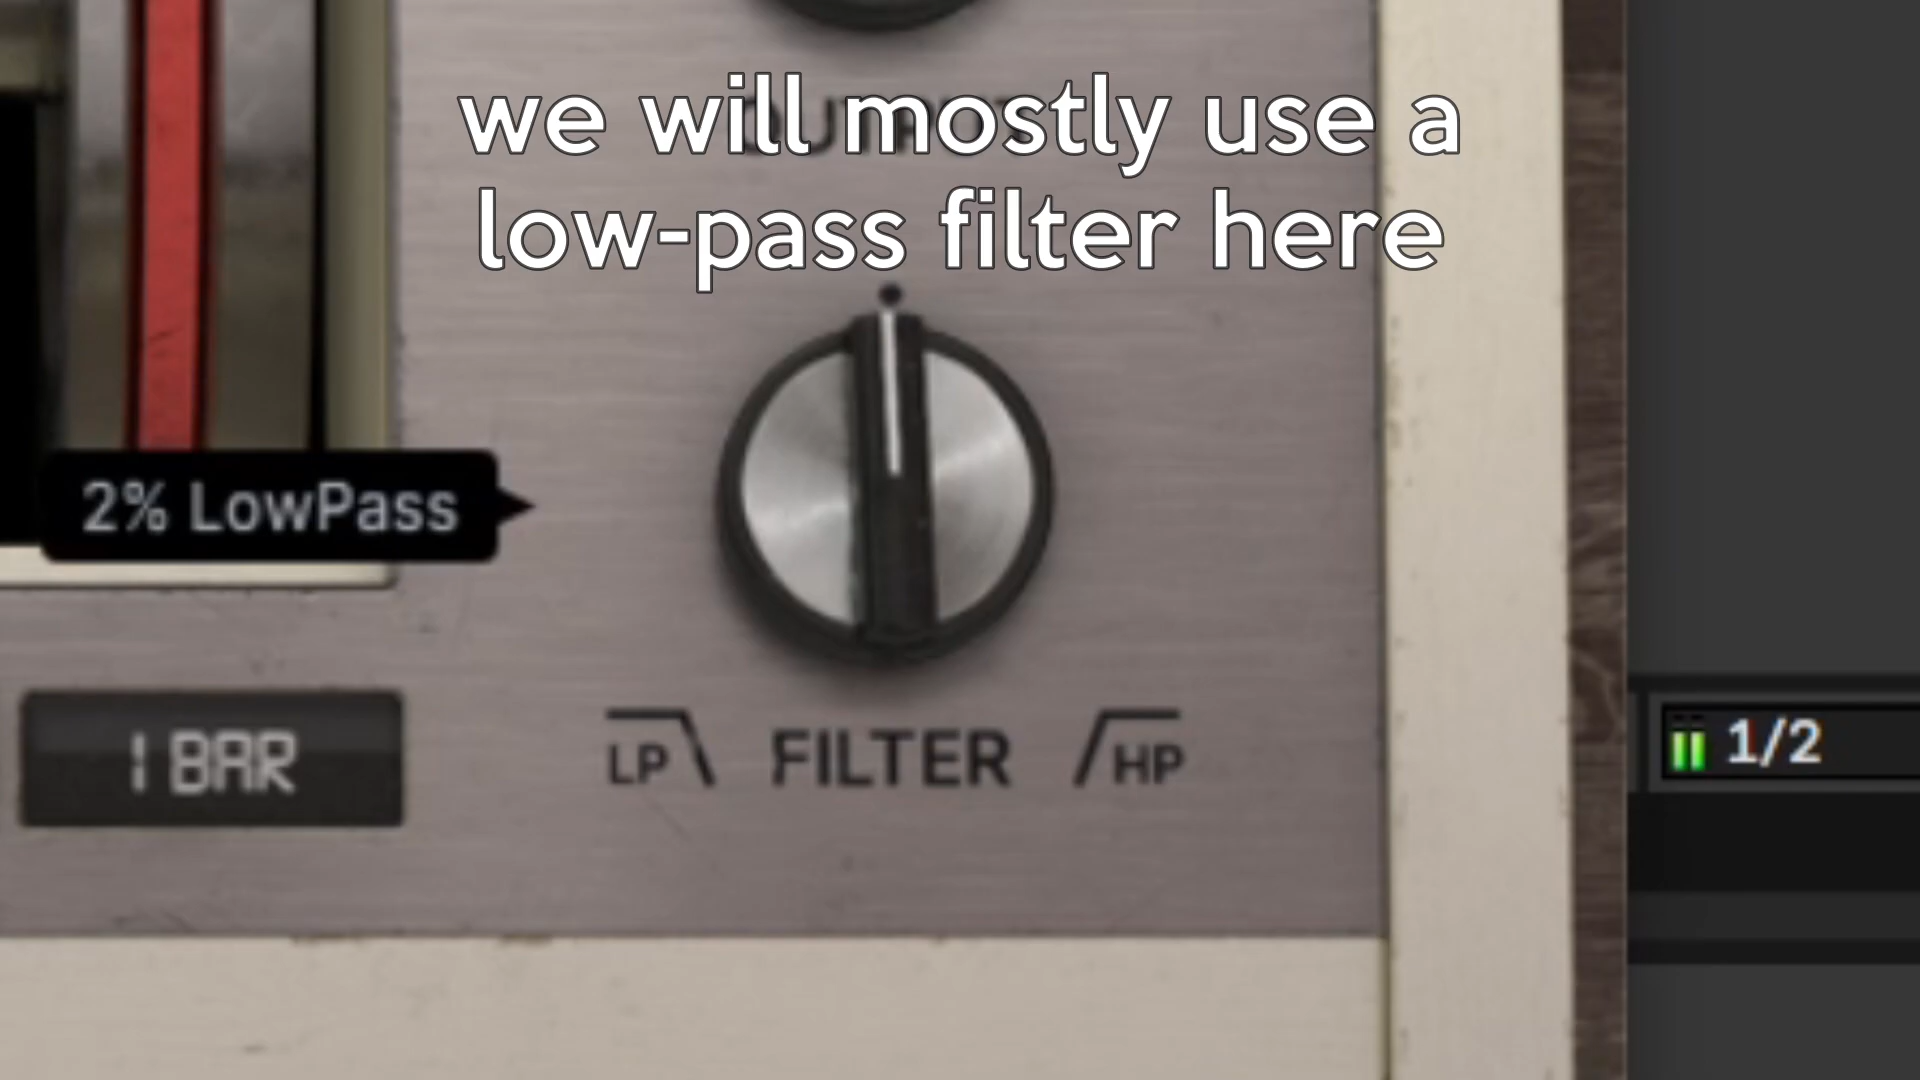 we will mostly use a
low-pass filter here
2% LowPass
1 BAR
LP FILTER HP
1/2